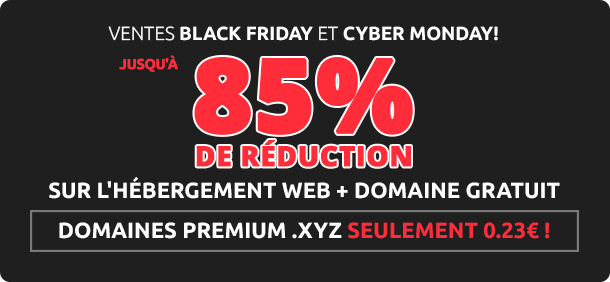 VENTES BLACK FRIDAY ET CYBER MONDAY!
JUSQU'À
85%
DE RÉDUCTION
SUR L'HÉBERGEMENT WEB + DOMAINE GRATUIT
DOMAINES PREMIUM .XYZ SEULEMENT 0.23€ !